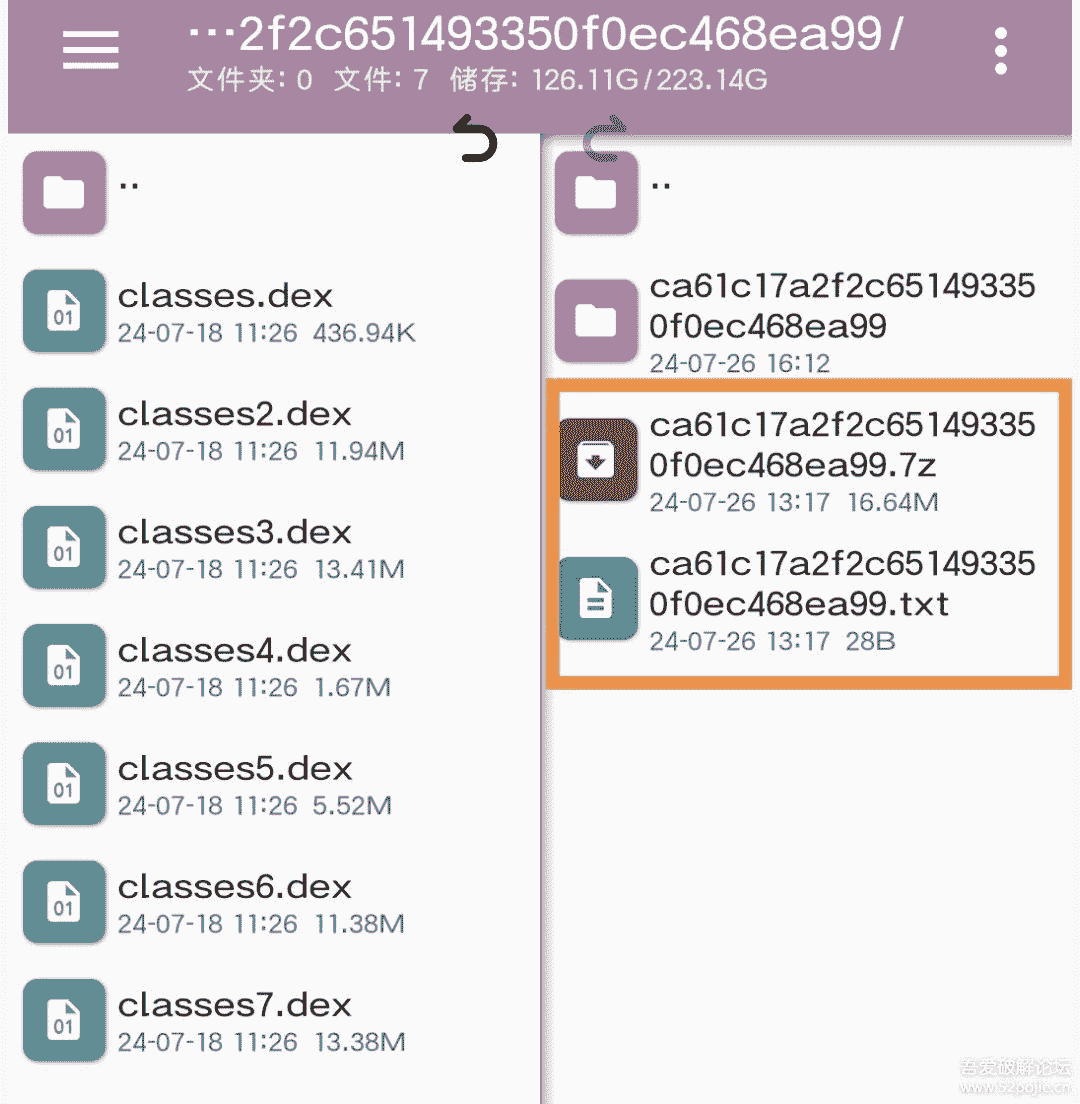 ···2f2c651493350f0ec468ea99/
文件夹: 0 文件: 7 储存: 126.11G/223.14G
..
classes.dex
24-07-18 11:26 436.94K
classes2.dex
24-07-18 11:26 11.94M
classes3.dex
24-07-18 11:26 13.41M
classes4.dex
24-07-18 11:26 1.67M
classes5.dex
24-07-18 11:26 5.52M
classes6.dex
24-07-18 11:26 11.38M
classes7.dex
24-07-18 11:26 13.38M
..
ca61c17a2f2c65149335
0f0ec468ea99
24-07-26 16:12
ca61c17a2f2c65149335
0f0ec468ea99.7z
24-07-26 13:17 16.64M
ca61c17a2f2c65149335
0f0ec468ea99.txt
24-07-26 13:17 28B
吾爱破解论坛
www.52pojie.cn